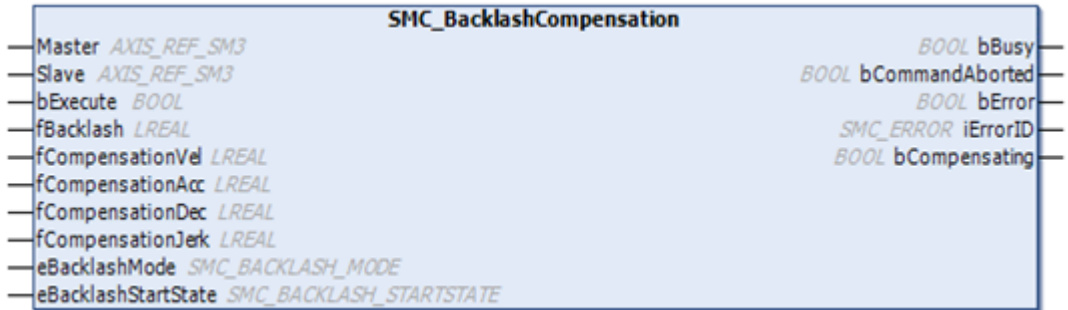 SMC_BacklashCompensation
Master AXIS_REF_SM3 BOOL bBusy
Slave AXIS_REF_SM3 BOOL bCommandAborted
bExecute BOOL BOOL bError
fBacklash LREAL SMC_ERROR iErrorID
fCompensationVel LREAL BOOL bCompensating
fCompensationAcc LREAL
fCompensationDec LREAL
fCompensationJerk LREAL
eBacklashMode SMC_BACKLASH_MODE
eBacklashStartState SMC_BACKLASH_STARTSTATE